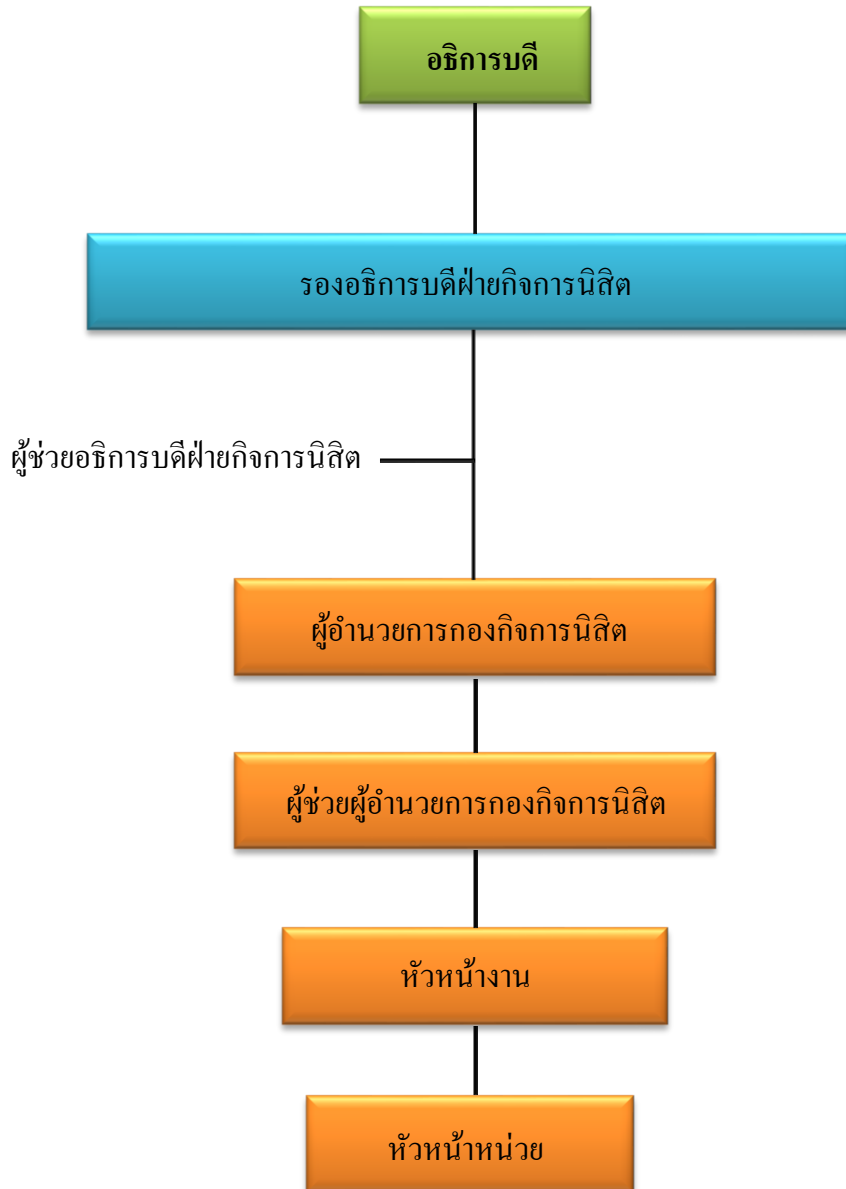 อธิการบดี
รองอธิการบดีฝ่ายกิจการนิสิต
ผู้ช่วยอธิการบดีฝ่ายกิจการนิสิต
ผู้อำนวยการกองกิจการนิสิต
ผู้ช่วยผู้อำนวยการกองกิจการนิสิต
หัวหน้างาน
หัวหน้าหน่วย